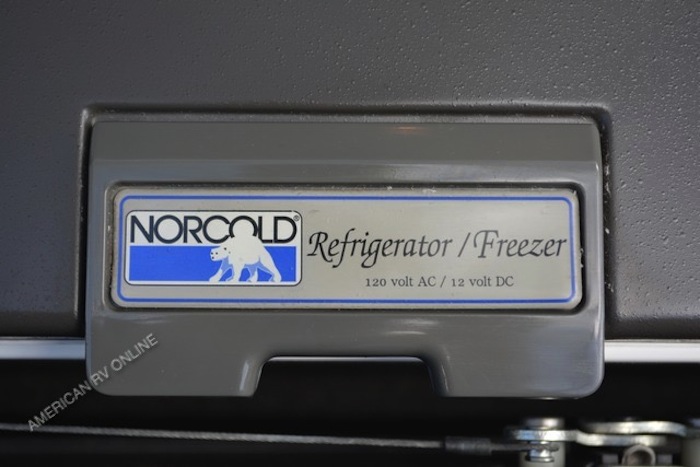 NORCOLD®
Refrigerator / Freezer
120 volt AC / 12 volt DC
AMERICAN RV ONLINE